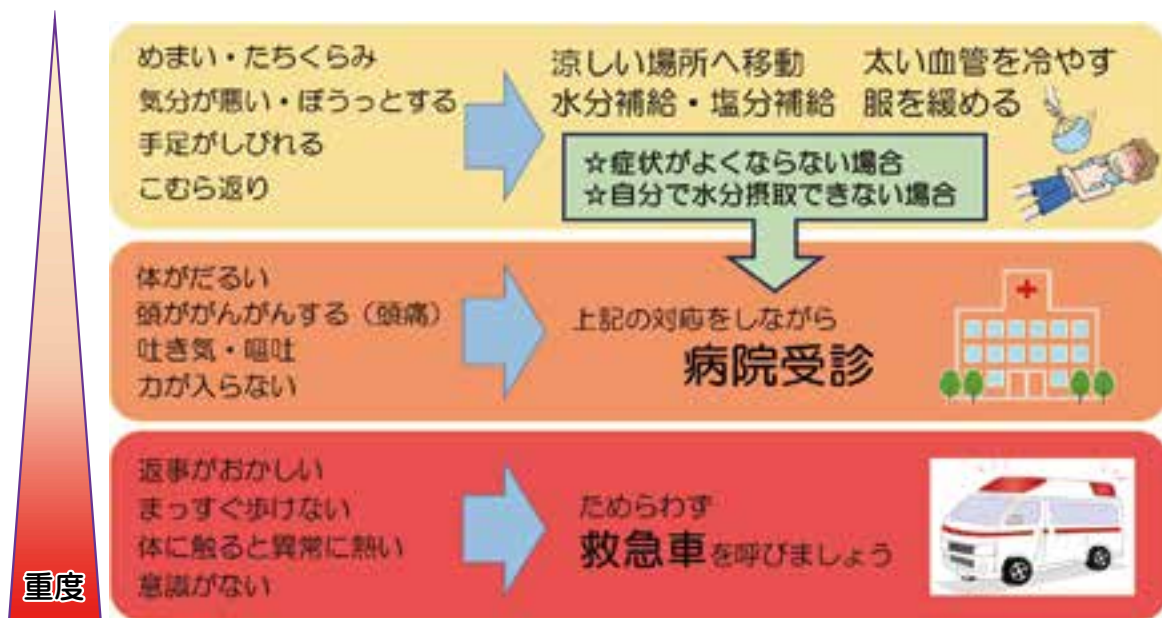 めまい・たちくらみ
気分が悪い・ぼうっとする
手足がしびれる
こむら返り
涼しい場所へ移動
水分補給・塩分補給
太い血管を冷やす
服を緩める
☆症状がよくならない場合
☆自分で水分摂取できない場合
体がだるい
頭ががんがんする（頭痛）
吐き気・嘔吐
力が入らない
上記の対応をしながら
病院受診
返事がおかしい
まっすぐ歩けない
体に触ると異常に熱い
意識がない
ためらわず
救急車を呼びましょう
重度